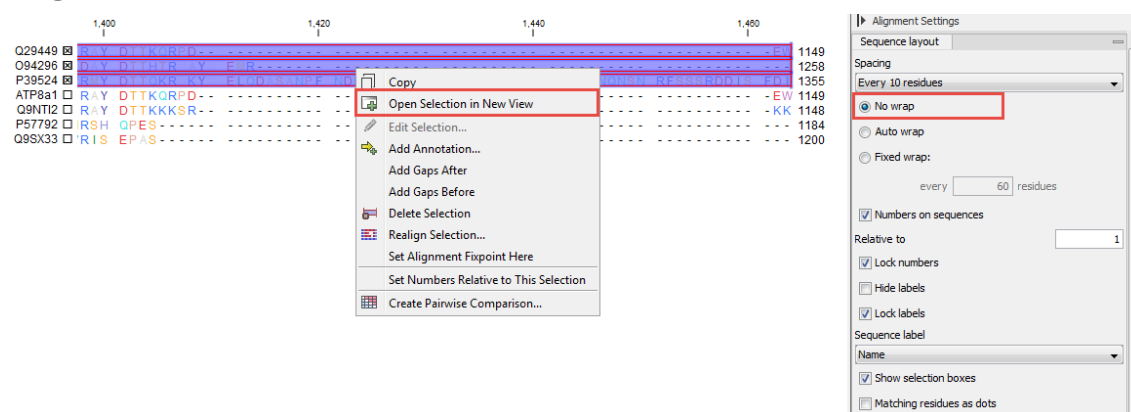 1,400 1,420 1,440 1,460
Q29449 1149
O94296 1258
P39524 1355
ATP8a1 RAY DTTKQRPD-- EW 1149
Q9NTI2 RAY DTTKKKSR-- KK 1148
P57792 RSH QPES------ 1184
Q9SX33 RIS EPAS------ 1200
Copy
Open Selection in New View
Edit Selection...
Add Annotation...
Add Gaps After
Add Gaps Before
Delete Selection
Realign Selection...
Set Alignment Fixpoint Here
Set Numbers Relative to This Selection
Create Pairwise Comparison...
Alignment Settings
Sequence layout
Spacing
Every 10 residues
No wrap
Auto wrap
Fixed wrap:
every 60 residues
Numbers on sequences
Relative to 1
Lock numbers
Hide labels
Lock labels
Sequence label
Name
Show selection boxes
Matching residues as dots